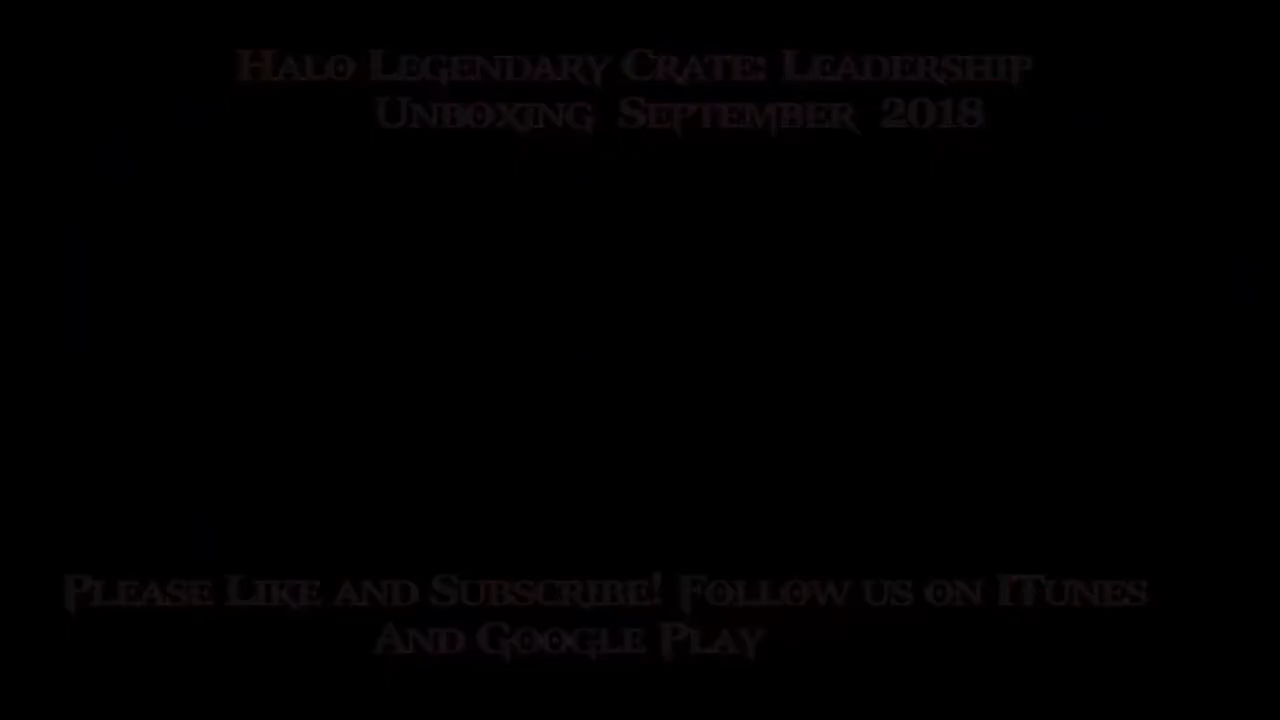 Halo Legendary Crate: Leadership
Unboxing September 2018
Please Like and Subscribe! Follow us on ITunes
And Google Play